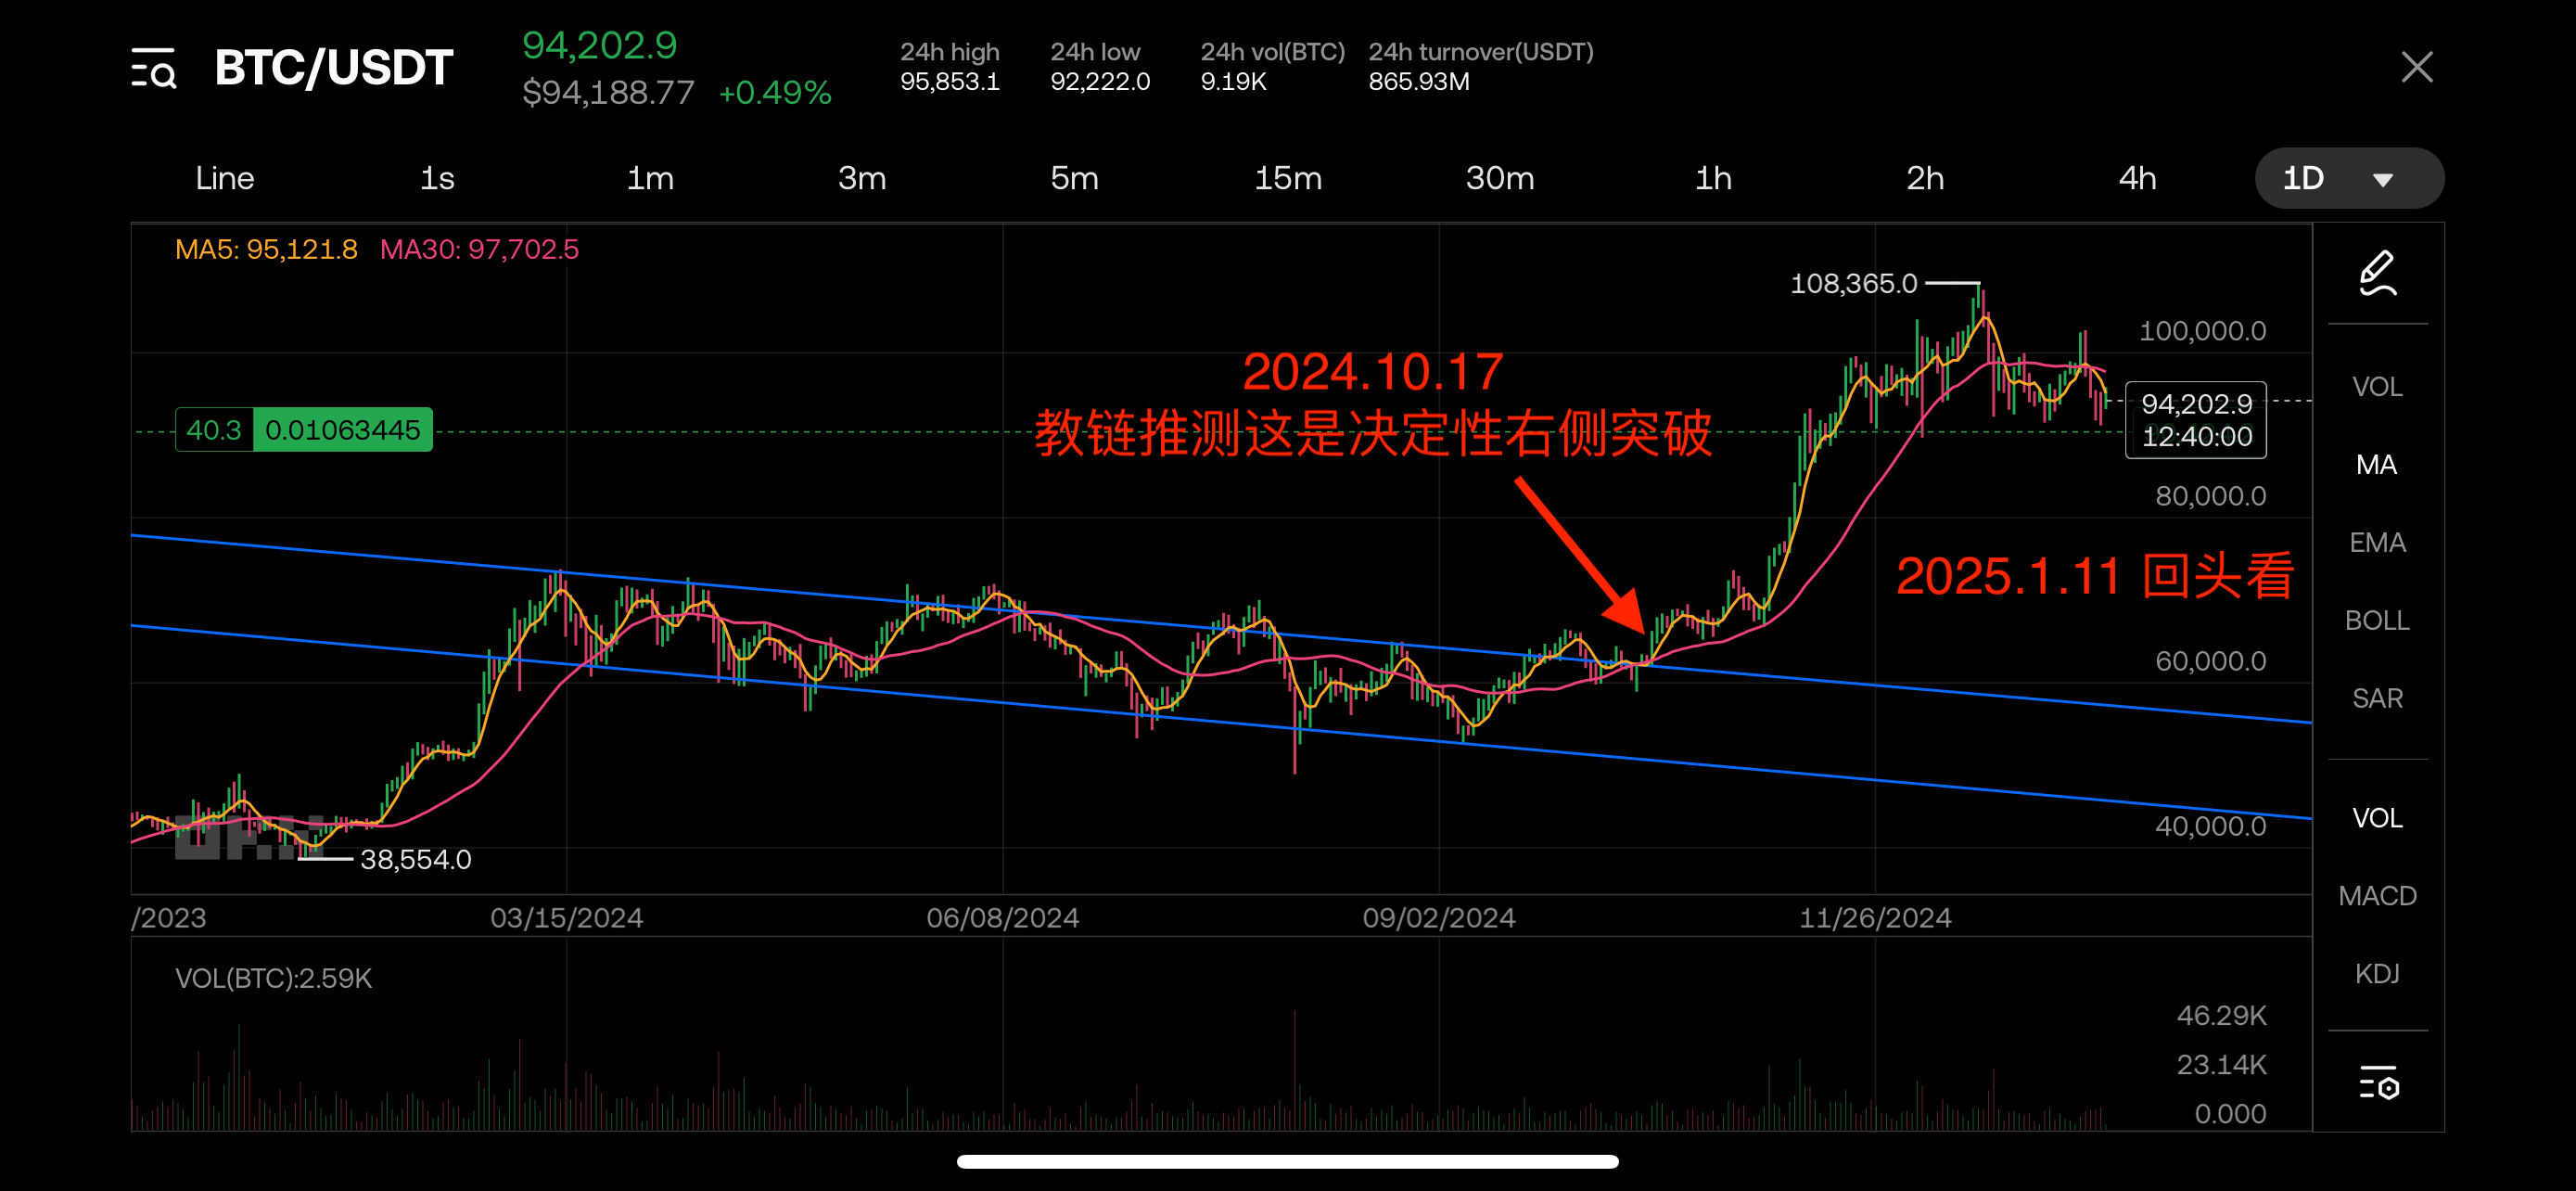 BTC/USDT
94,202.9
$94,188.77 +0.49%
24h high
95,853.1
24h low
92,222.0
24h vol(BTC)
9.19K
24h turnover(USDT)
865.93M
Line 1s 1m 3m 5m 15m 30m 1h 2h 4h 1D
MA5: 95,121.8 MA30: 97,702.5
108,365.0
100,000.0
2024.10.17
教链推测这是决定性右侧突破
40.3 0.01063445
94,202.9
12:40:00
80,000.0
2025.1.11 回头看
60,000.0
40,000.0
38,554.0
/2023 03/15/2024 06/08/2024 09/02/2024 11/26/2024
VOL(BTC):2.59K
46.29K
23.14K
0.000
VOL
MA
EMA
BOLL
SAR
VOL
MACD
KDJ